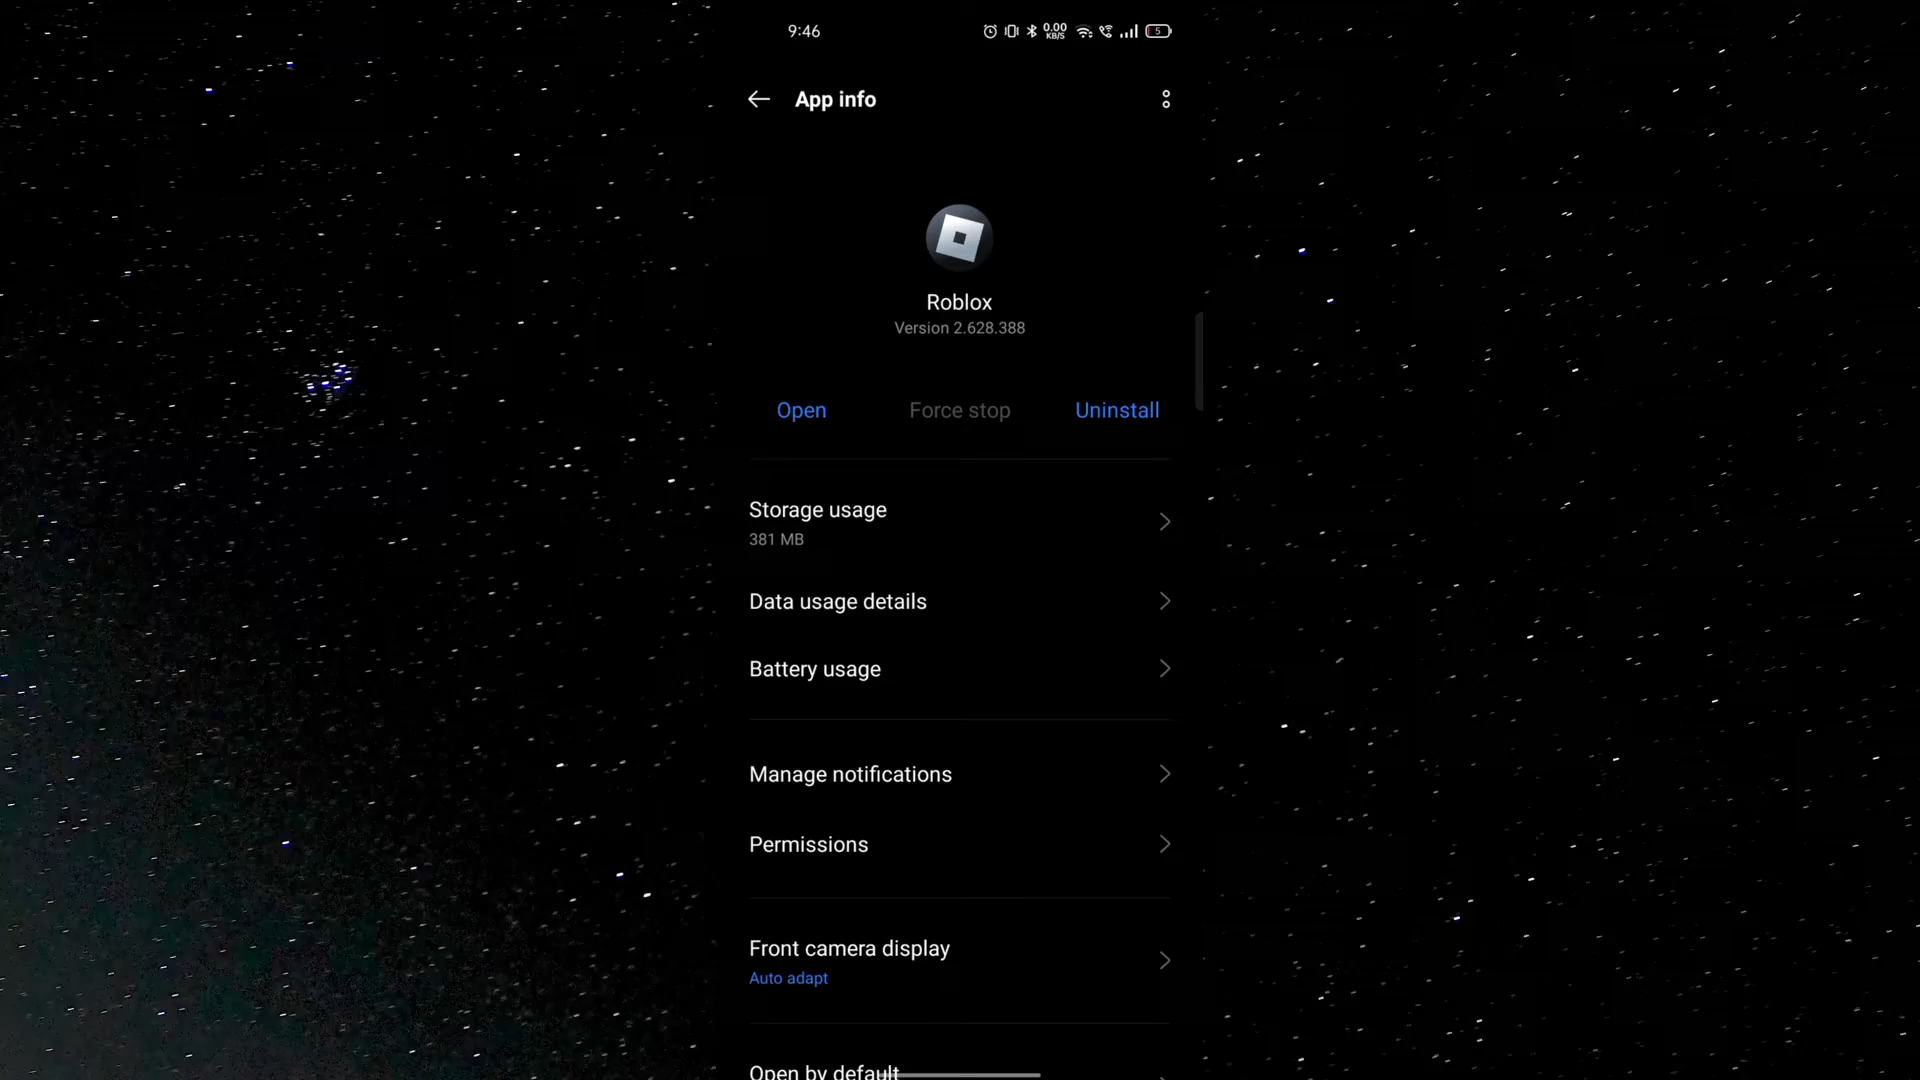 9:46
0.00
KB/S
5
App info
Roblox
Version 2.628.388
Open Force stop Uninstall
Storage usage
381 MB
Data usage details
Battery usage
Manage notifications
Permissions
Front camera display
Auto adapt
Open by default